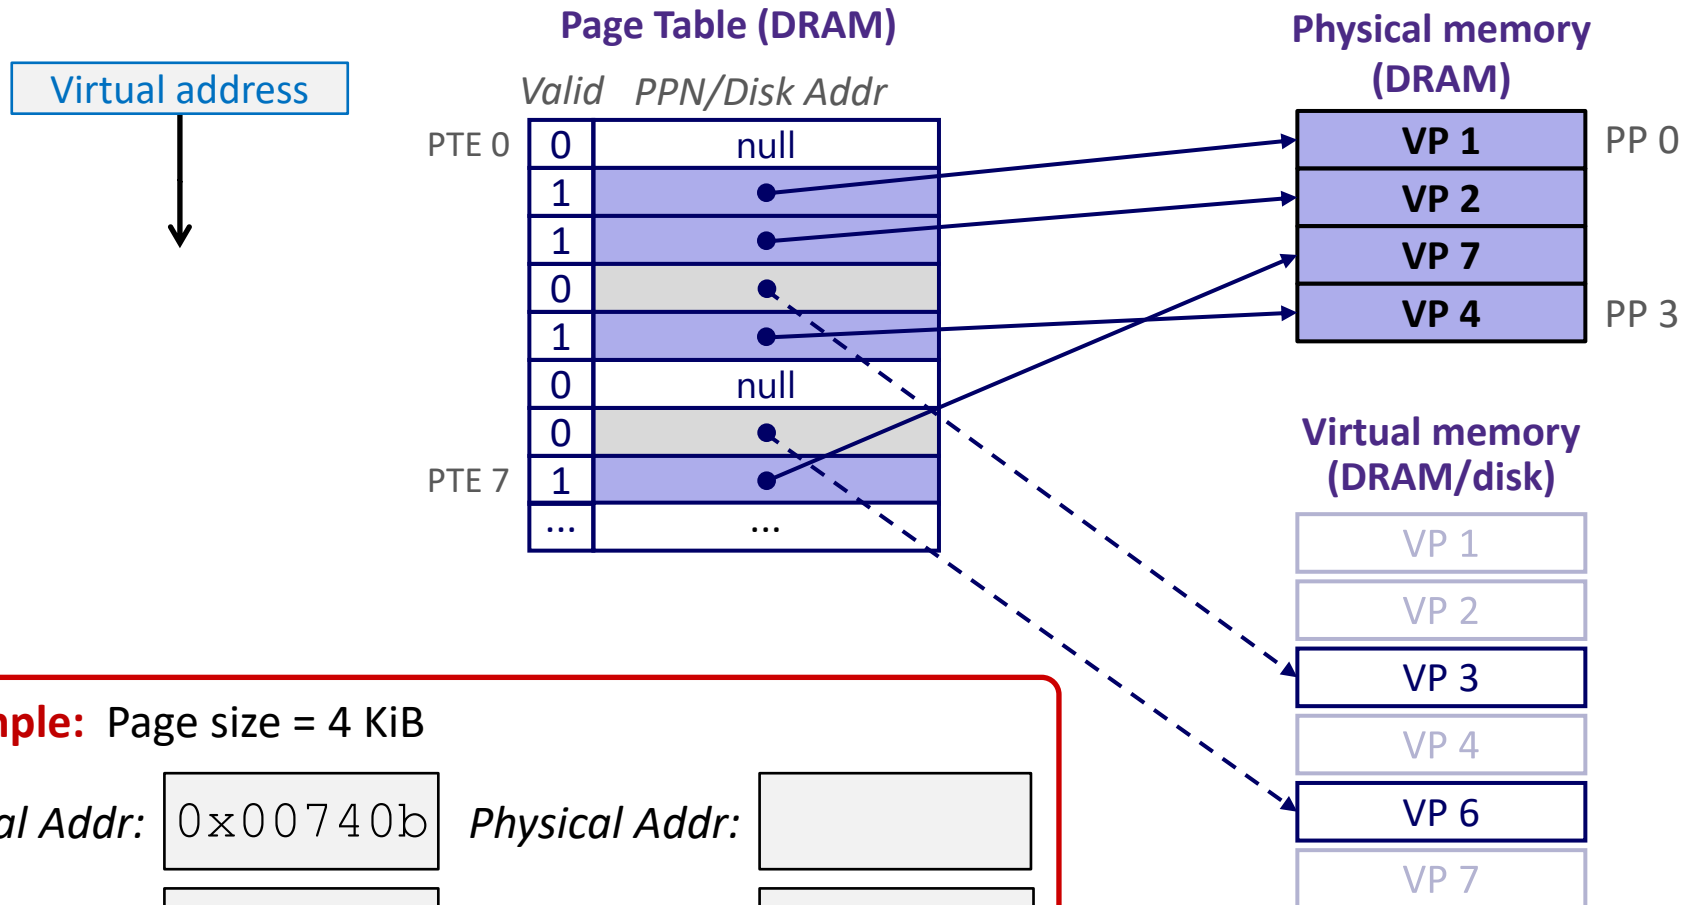 Page Table (DRAM)
Physical memory
(DRAM)
Virtual address
Valid PPN/Disk Addr
PTE 0 0 null
1
1
0
1
0 null
0
PTE 7 1
... ...
VP 1 PP 0
VP 2
VP 7
VP 4 PP 3
Virtual memory
(DRAM/disk)
VP 1
VP 2
VP 3
VP 4
VP 6
VP 7
mple: Page size = 4 KiB
al Addr: 0x00740b Physical Addr: